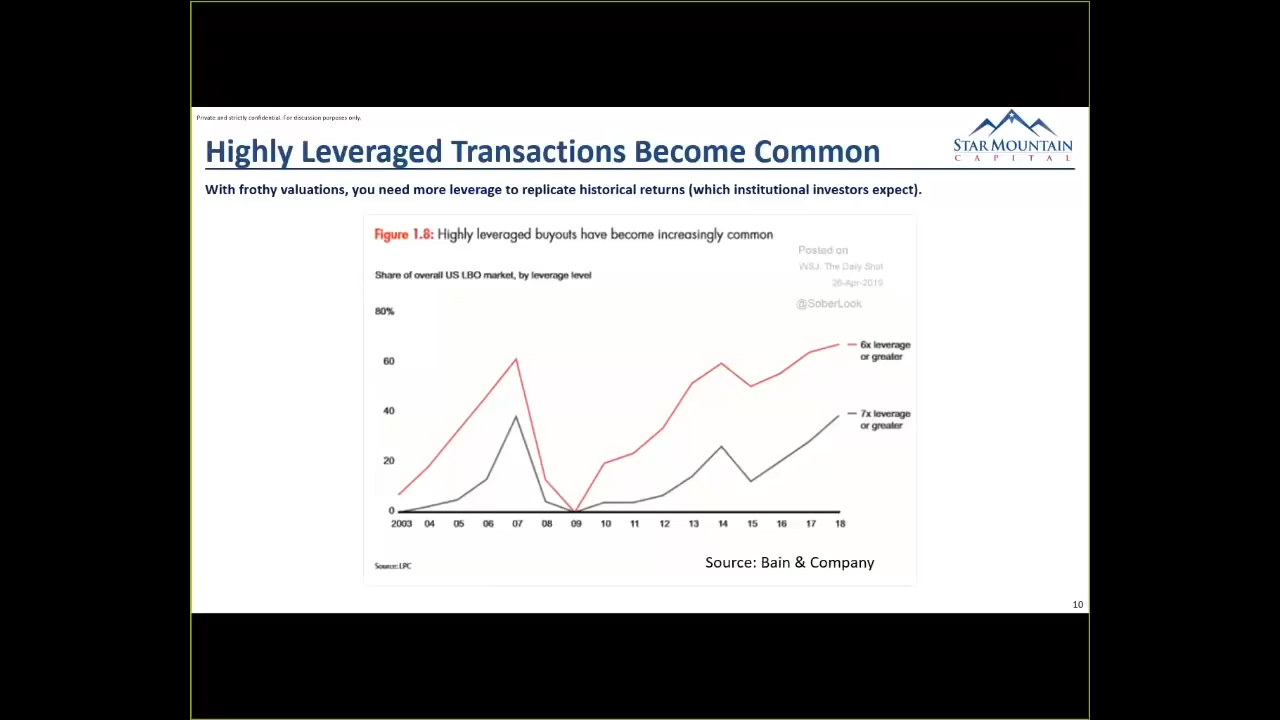 Private and strictly confidential. For discussion purposes only.
STAR MOUNTAIN
CAPITAL
Highly Leveraged Transactions Become Common
With frothy valuations, you need more leverage to replicate historical returns (which institutional investors expect).
Figure 1.8: Highly leveraged buyouts have become increasingly common
Posted on
WSJ: The Daily Shot
26-Apr-2019
@SoberLook
Share of overall US LBO market, by leverage level
80%
60
40
20
0
6x leverage
or greater
7x leverage
or greater
2003 04 05 06 07 08 09 10 11 12 13 14 15 16 17 18
Source: LPC
Source: Bain & Company
10